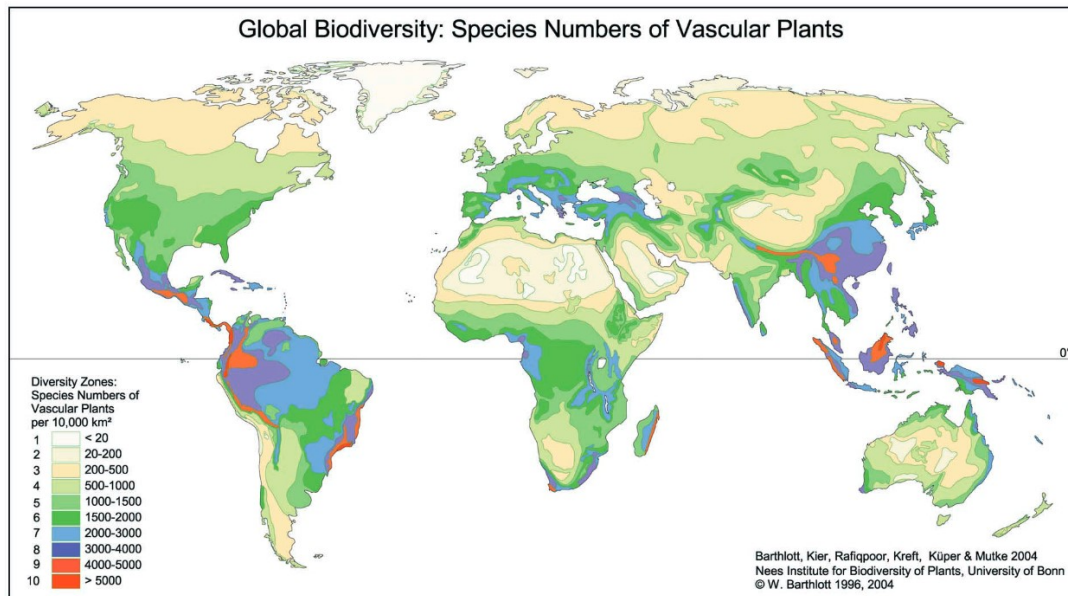 Global Biodiversity: Species Numbers of Vascular Plants
0°
Diversity Zones:
Species Numbers of
Vascular Plants
per 10,000 km²
1 < 20
2 20-200
3 200-500
4 500-1000
5 1000-1500
6 1500-2000
7 2000-3000
8 3000-4000
9 4000-5000
10 > 5000
Barthlott, Kier, Rafiqpoor, Kreft, Küper & Mutke 2004
Nees Institute for Biodiversity of Plants, University of Bonn
© W. Barthlott 1996, 2004